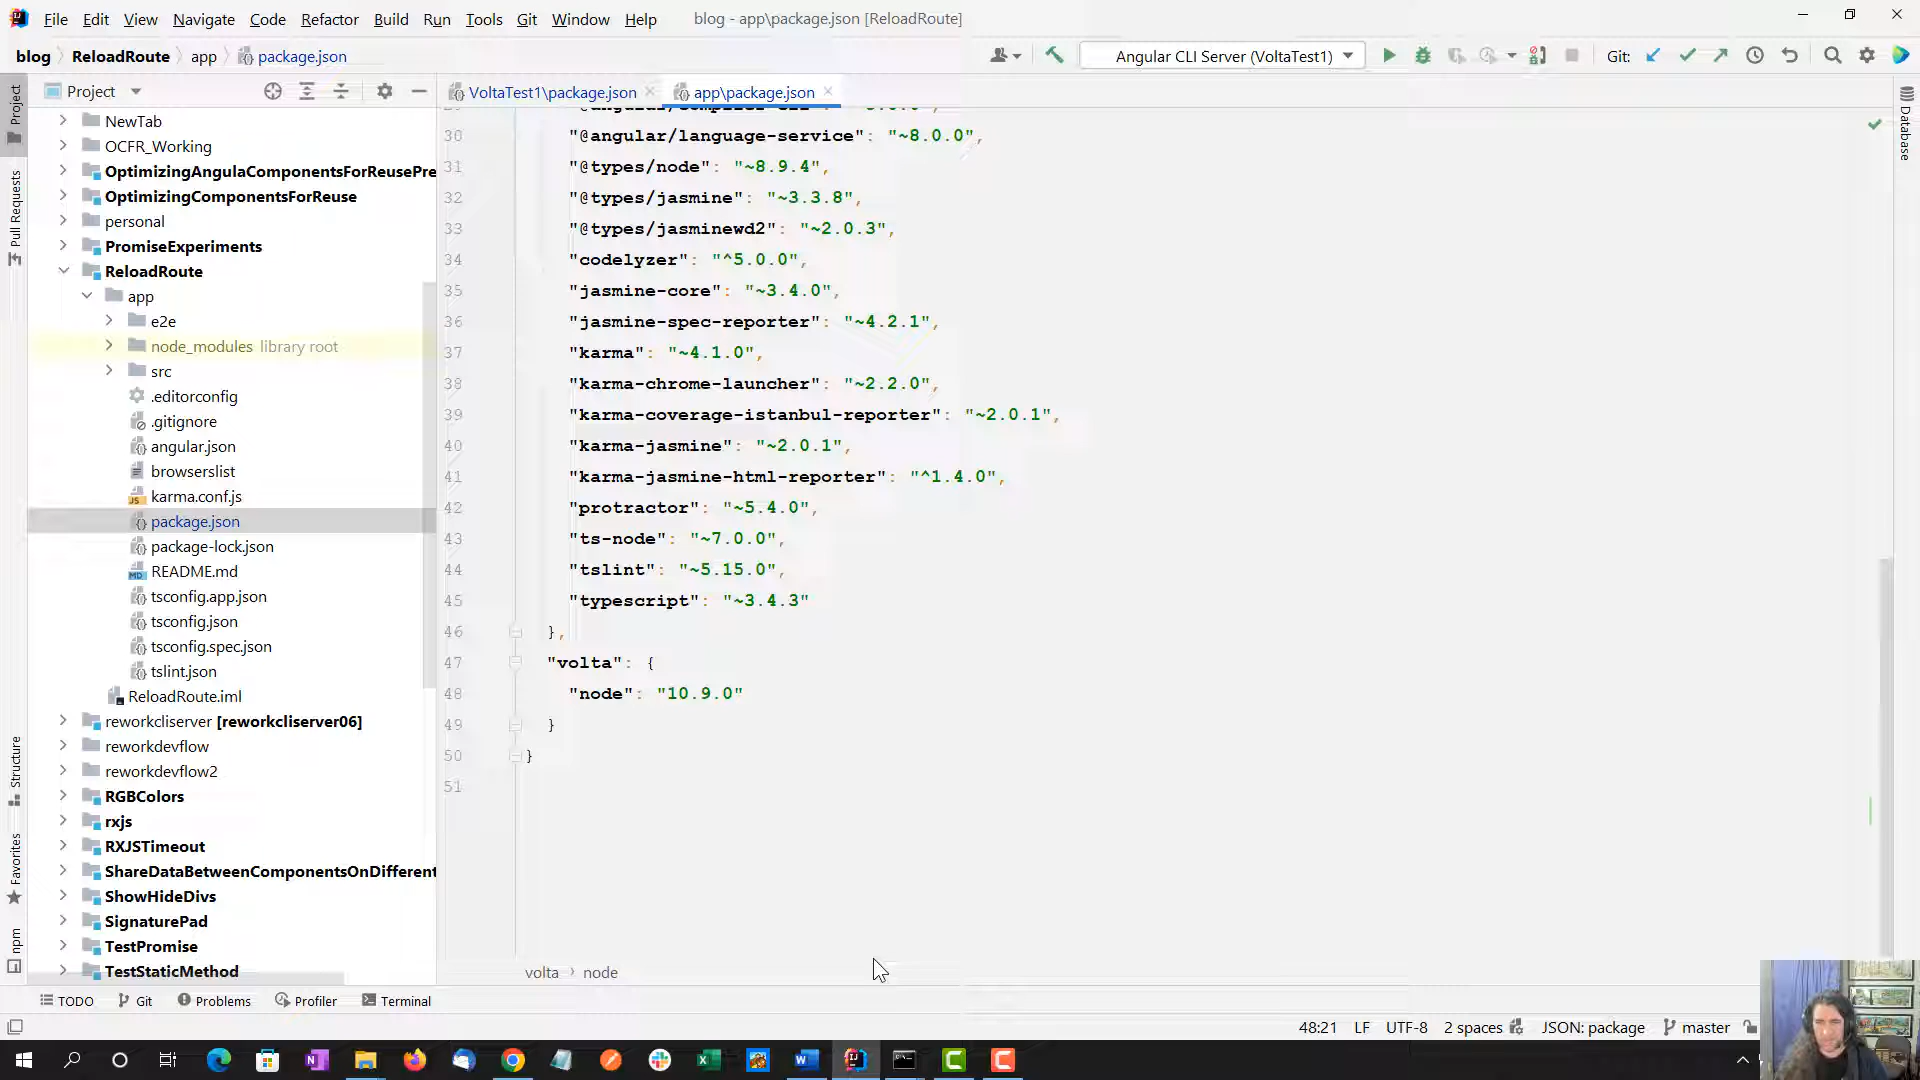 File Edit View Navigate Code Refactor Build Run Tools Git Window Help blog - app\package.json [ReloadRoute]
blog ReloadRoute app package.json Angular CLI Server (VoltaTest1) Git:
Project VoltaTest1\package.json app\package.json
NewTab
OCFR_Working
OptimizingAngulaComponentsForReusePre
OptimizingComponentsForReuse
personal
PromiseExperiments
ReloadRoute
app
e2e
node_modules library root
src
.editorconfig
.gitignore
angular.json
browserslist
karma.conf.js
package.json
package-lock.json
README.md
tsconfig.app.json
tsconfig.json
tsconfig.spec.json
tslint.json
ReloadRoute.iml
reworkcliserver [reworkcliserver06]
reworkdevflow
reworkdevflow2
RGBColors
rxjs
RXJSTimeout
ShareDataBetweenComponentsOnDifferent
ShowHideDivs
SignaturePad
TestPromise
TestStaticMethod
30 "@angular/language-service": "~8.0.0",
31 "@types/node": "~8.9.4",
32 "@types/jasmine": "~3.3.8",
33 "@types/jasminewd2": "~2.0.3",
34 "codelyzer": "^5.0.0",
35 "jasmine-core": "~3.4.0",
36 "jasmine-spec-reporter": "~4.2.1",
37 "karma": "~4.1.0",
38 "karma-chrome-launcher": "~2.2.0",
39 "karma-coverage-istanbul-reporter": "~2.0.1",
40 "karma-jasmine": "~2.0.1",
41 "karma-jasmine-html-reporter": "^1.4.0",
42 "protractor": "~5.4.0",
43 "ts-node": "~7.0.0",
44 "tslint": "~5.15.0",
45 "typescript": "~3.4.3"
46 },
47 "volta": {
48 "node": "10.9.0"
49 }
50 }
51
volta node
Project
Pull Requests
Structure
Favorites
npm
Database
TODO Git Problems Profiler Terminal
48:21 LF UTF-8 2 spaces JSON: package master